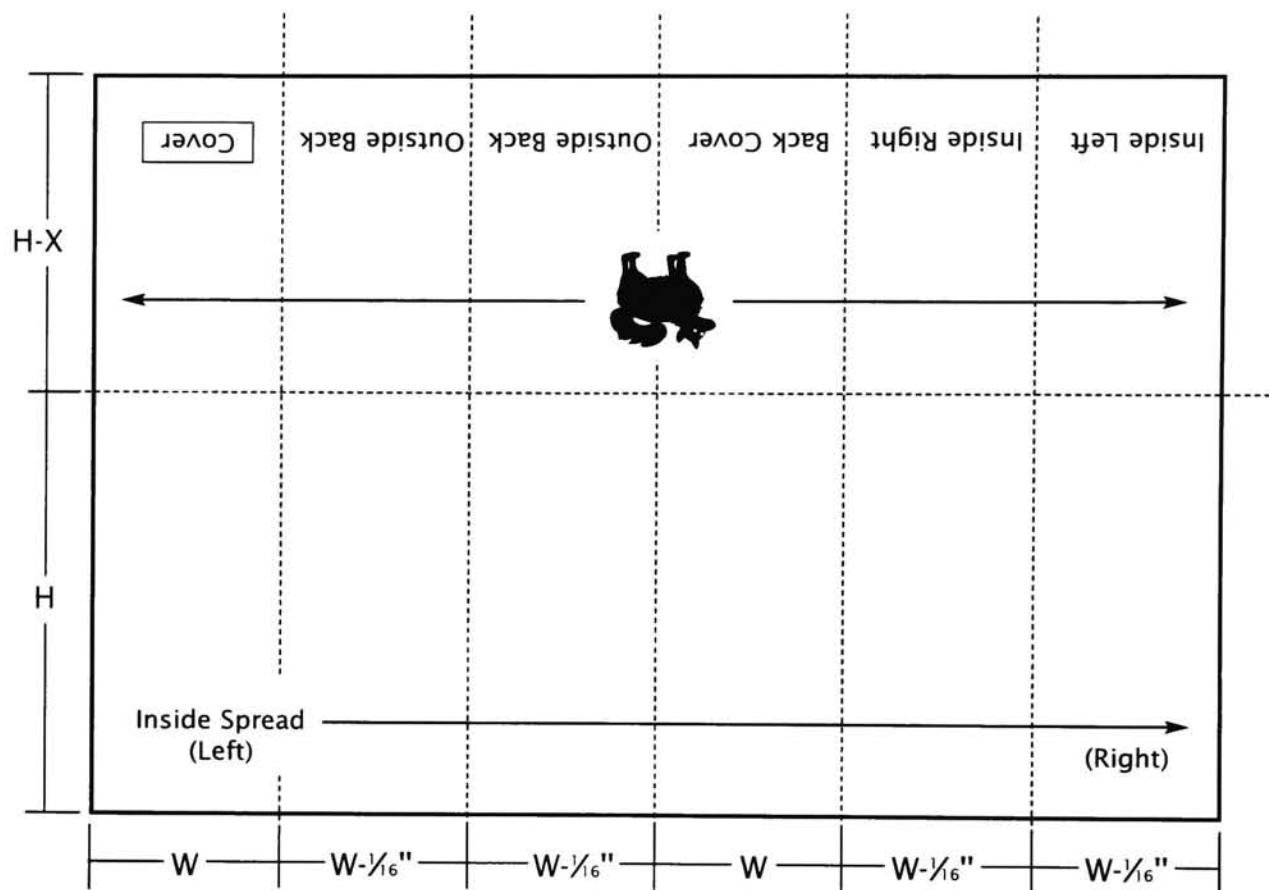 Cover
Outside Back
Outside Back
Back Cover
Inside Right
Inside Left
H-X
H
Inside Spread
(Left)
(Right)
W
W-1/16"
W-1/16"
W
W-1/16"
W-1/16"